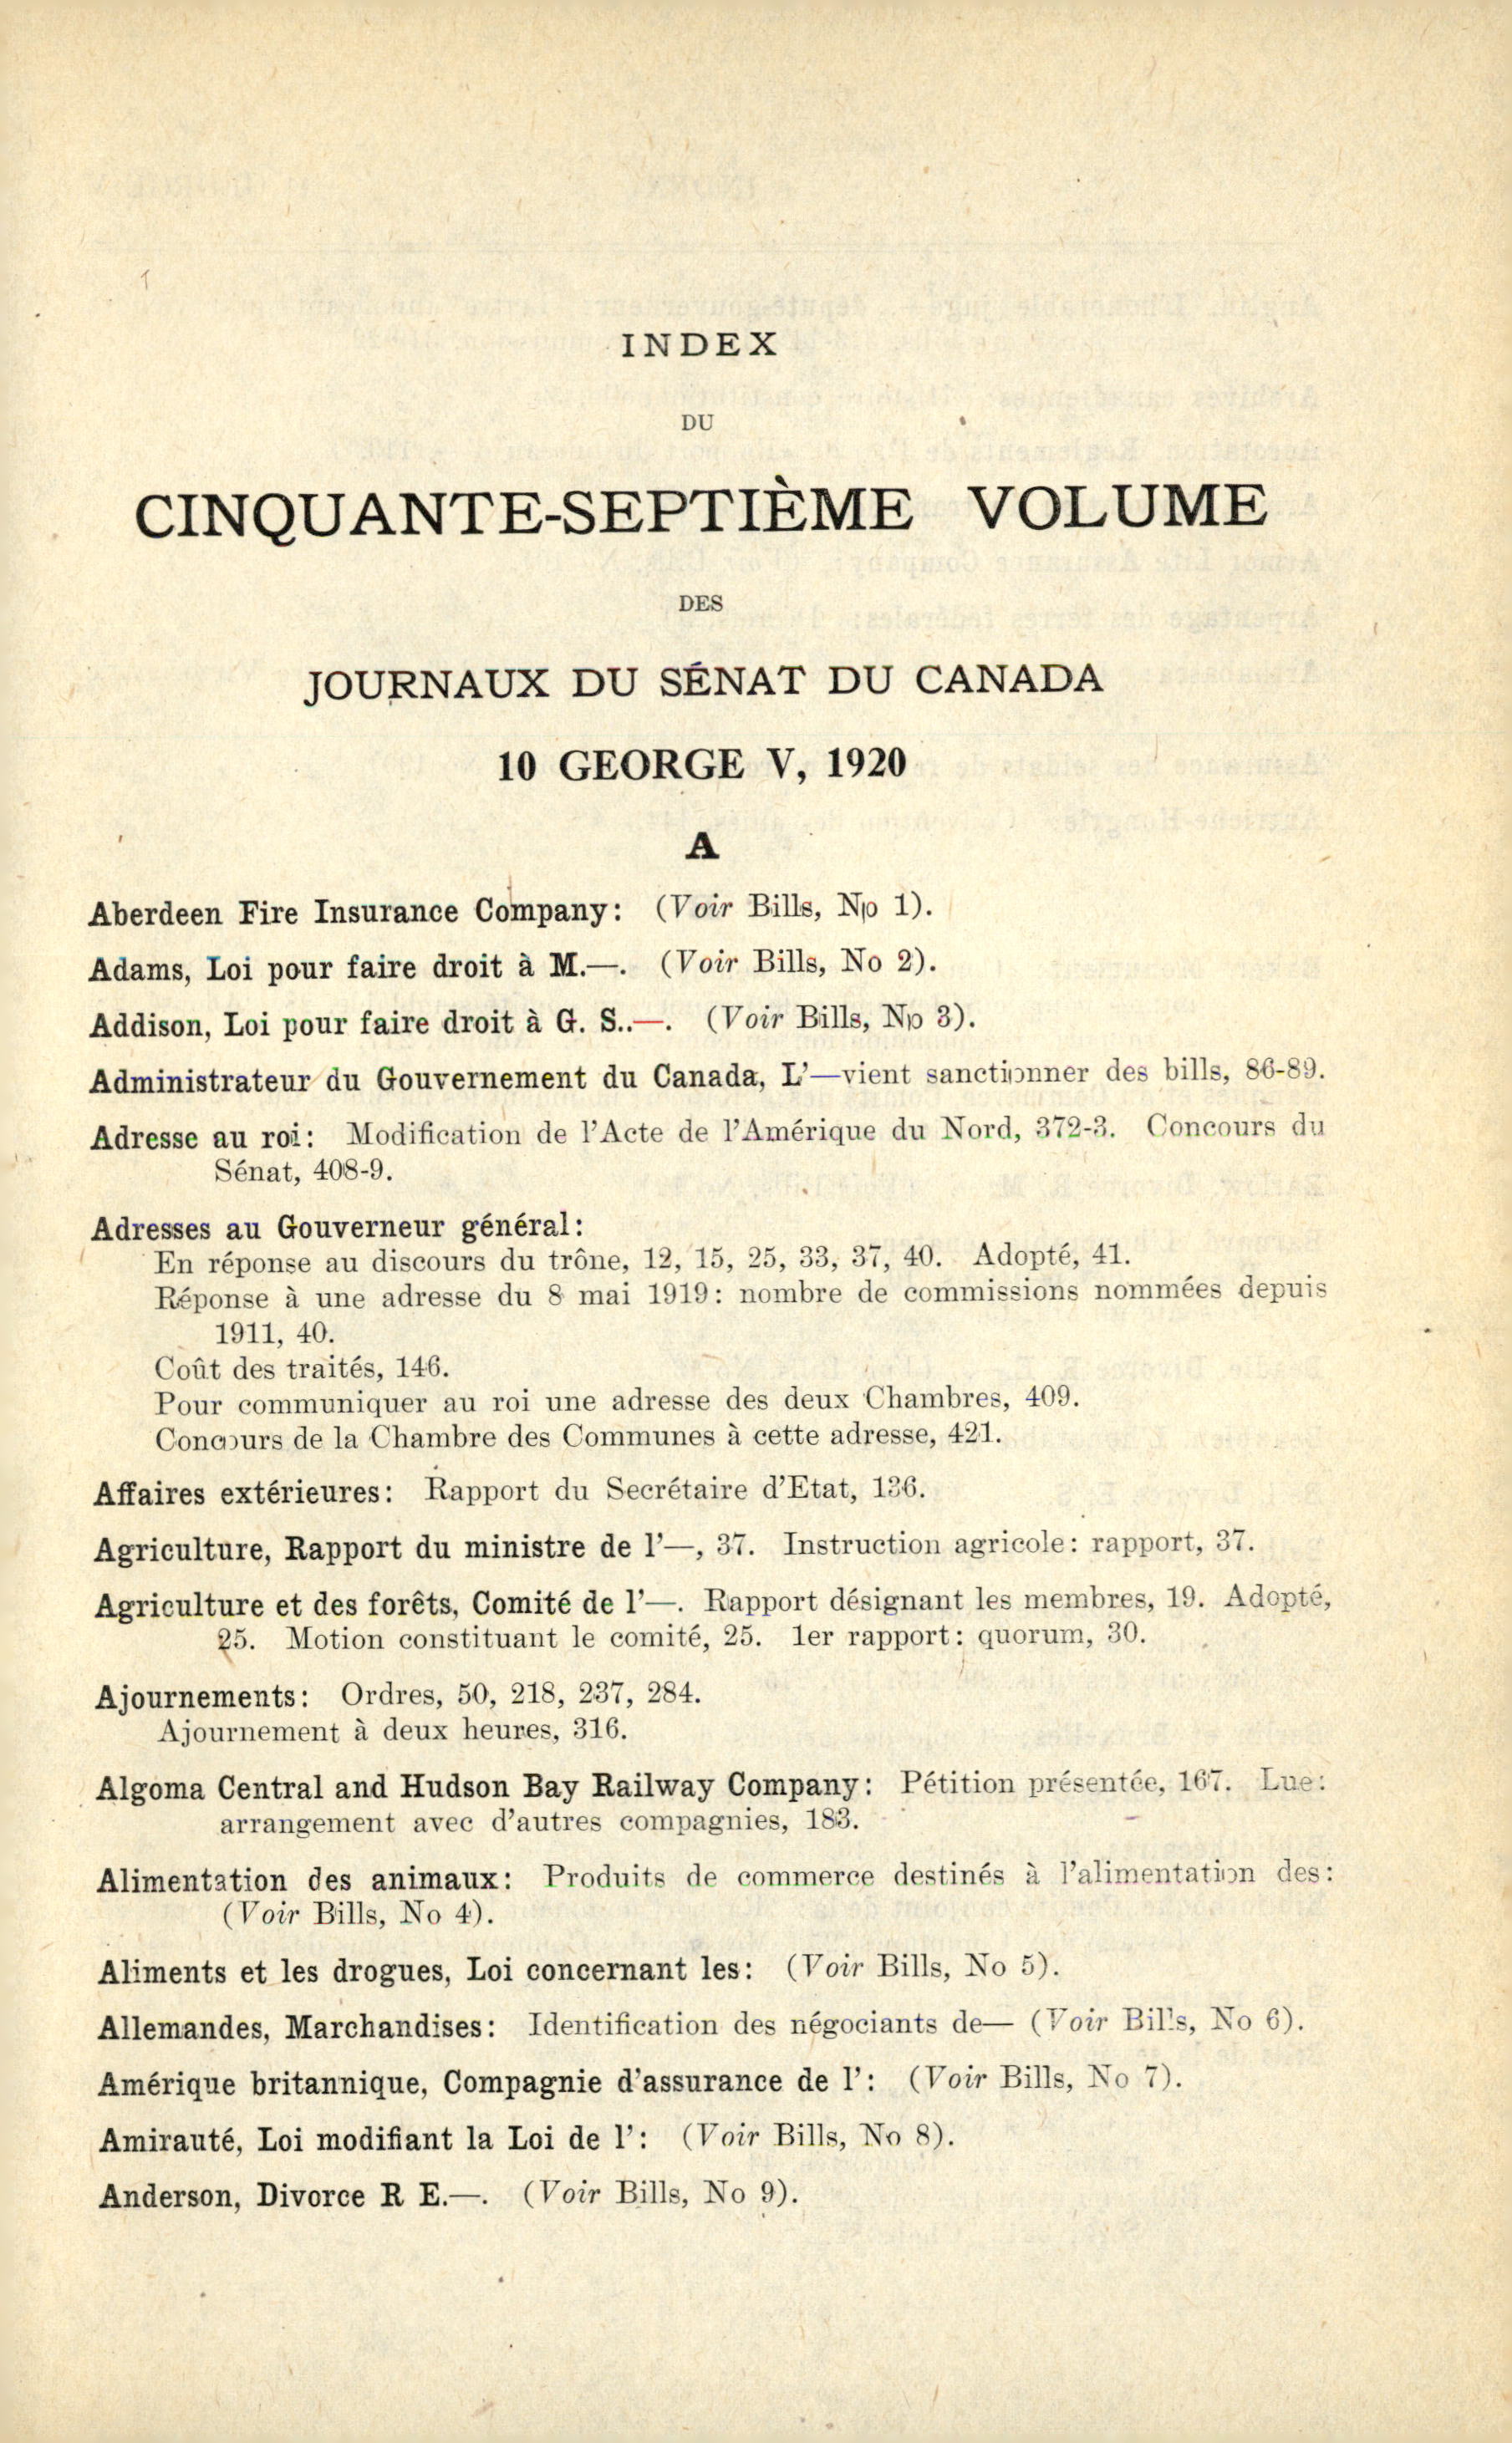 INDEX
DU
CINQUANTE-SEPTIÈME VOLUME
DES
JOURNAUX DU SÉNAT DU CANADA
10 GEORGE V, 1920
A
Aberdeen Fire Insurance Company: (Voir Bills, No 1).
Adams, Loi pour faire droit à M.—. (Voir Bills, No 2).
Addison, Loi pour faire droit à G. S..—. (Voir Bills, No 3).
Administrateur du Gouvernement du Canada, L'—vient sanctionner des bills, 86-89.
Adresse au roi: Modification de l'Acte de l'Amérique du Nord, 372-3. Concours du
Sénat, 408-9.
Adresses au Gouverneur général:
En réponse au discours du trône, 12, 15, 25, 33, 37, 40. Adopté, 41.
Réponse à une adresse du 8 mai 1919: nombre de commissions nommées depuis
1911, 40.
Coût des traités, 146.
Pour communiquer au roi une adresse des deux Chambres, 409.
Concours de la Chambre des Communes à cette adresse, 421.
Affaires extérieures: Rapport du Secrétaire d'Etat, 136.
Agriculture, Rapport du ministre de l'—, 37. Instruction agricole: rapport, 37.
Agriculture et des forêts, Comité de l'—. Rapport désignant les membres, 19. Adopté,
25. Motion constituant le comité, 25. 1er rapport: quorum, 30.
Ajournements: Ordres, 50, 218, 237, 284.
Ajournement à deux heures, 316.
Algoma Central and Hudson Bay Railway Company: Pétition présentée, 167. Lue:
arrangement avec d'autres compagnies, 183.
Alimentation des animaux: Produits de commerce destinés à l'alimentation des:
(Voir Bills, No 4).
Aliments et les drogues, Loi concernant les: (Voir Bills, No 5).
Allemandes, Marchandises: Identification des négociants de— (Voir Bills, No 6).
Amérique britannique, Compagnie d'assurance de l': (Voir Bills, No 7).
Amirauté, Loi modifiant la Loi de l': (Voir Bills, No 8).
Anderson, Divorce R E.—. (Voir Bills, No 9).